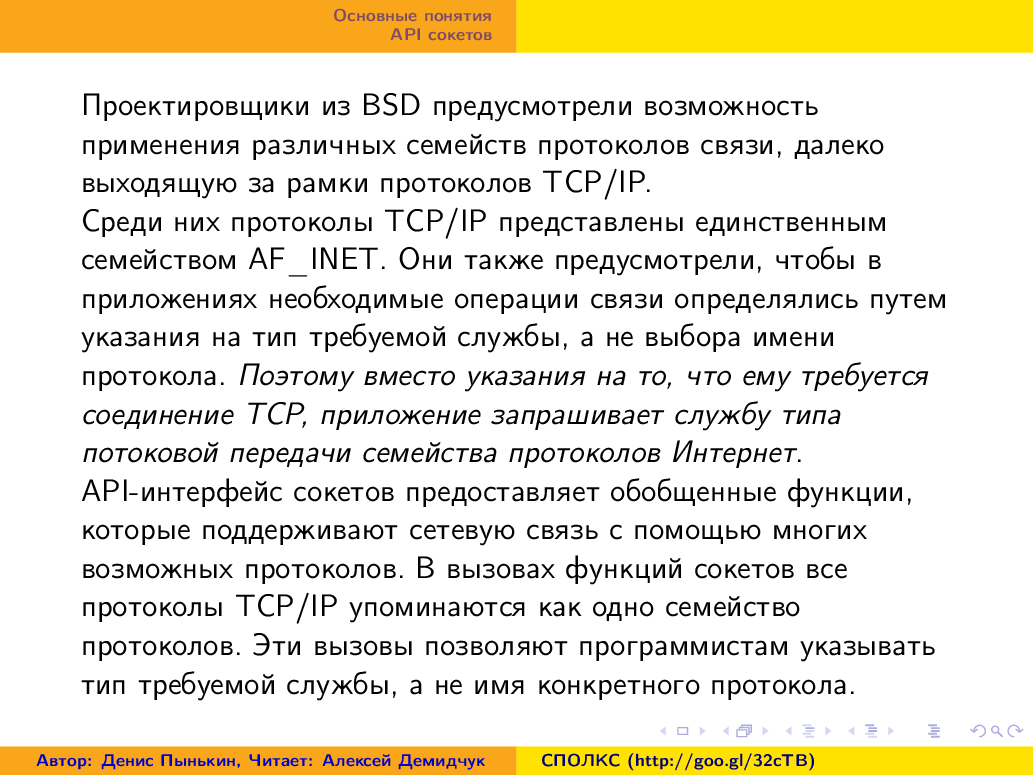 Основные понятия
API сокетов
Проектировщики из BSD предусмотрели возможность
применения различных семейств протоколов связи, далеко
выходящую за рамки протоколов TCP/IP.
Среди них протоколы TCP/IP представлены единственным
семейством AF_INET. Они также предусмотрели, чтобы в
приложениях необходимые операции связи определялись путем
указания на тип требуемой службы, а не выбора имени
протокола. Поэтому вместо указания на то, что ему требуется
соединение TCP, приложение запрашивает службу типа
потоковой передачи семейства протоколов Интернет.
API-интерфейс сокетов предоставляет обобщенные функции,
которые поддерживают сетевую связь с помощью многих
возможных протоколов. В вызовах функций сокетов все
протоколы TCP/IP упоминаются как одно семейство
протоколов. Эти вызовы позволяют программистам указывать
тип требуемой службы, а не имя конкретного протокола.
Автор: Денис Пынькин, Читает: Алексей Демидчук
СПОЛКС (http://goo.gl/32cTB)